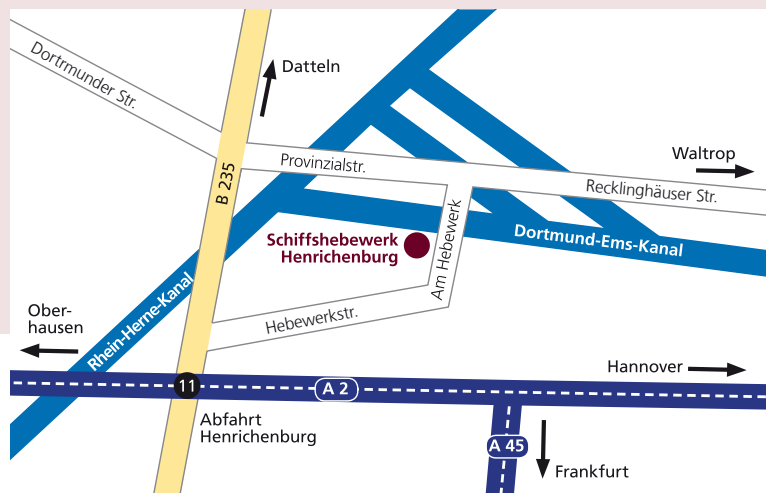 Dortrmunder Str.
Datteln
B 235
Provinzialstr.
Waltrop
Recklinghäuser Str.
Schiffshebewerk
Henrichenburg
Am Hebewerk
Dortmund-Ems-Kanal
Rhein-Herne-Kanal
Hebewerkstr.
Ober-
hausen
Hannover
11
A 2
Abfahrt
Henrichenburg
A 45
Frankfurt